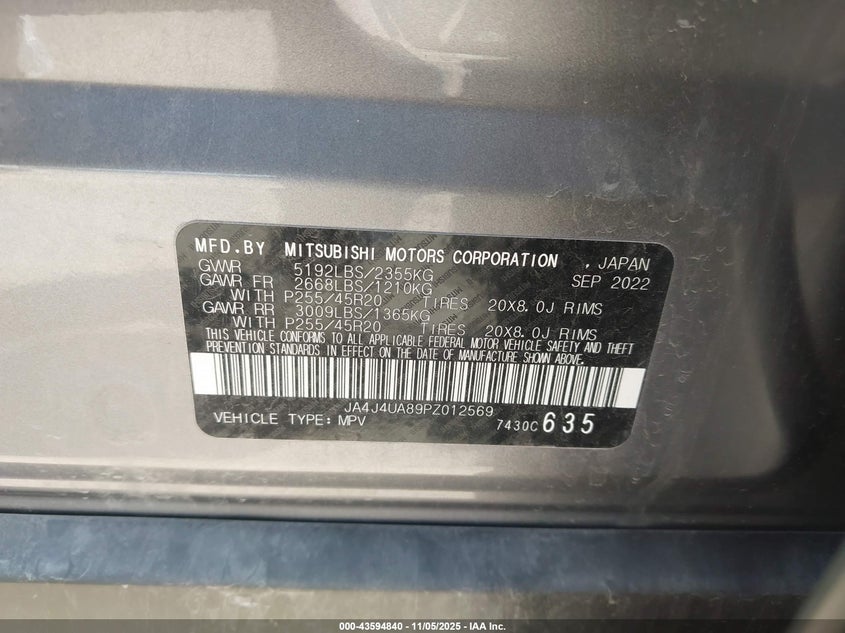 MFD.BY MITSUBISHI MOTORS CORPORATION , JAPAN
GVWR 5192LBS/2355KG SEP 2022
GAWR FR 2668LBS/1210KG
WITH P255/45R20 TIRES 20X8.0J RIMS
GAWR RR 3009LBS/1365KG
WITH P255/45R20 TIRES 20X8.0J RIMS
THIS VEHICLE CONFORMS TO ALL APPLICABLE FEDERAL MOTOR VEHICLE SAFETY AND THEFT
PREVENTION STANDARDS IN EFFECT ON THE DATE OF MANUFACTURE SHOWN ABOVE.
JA4J4UA89PZ012569
VEHICLE TYPE: MPV 7430C 635
000-43594840 - 11/05/2025 - IAA Inc.